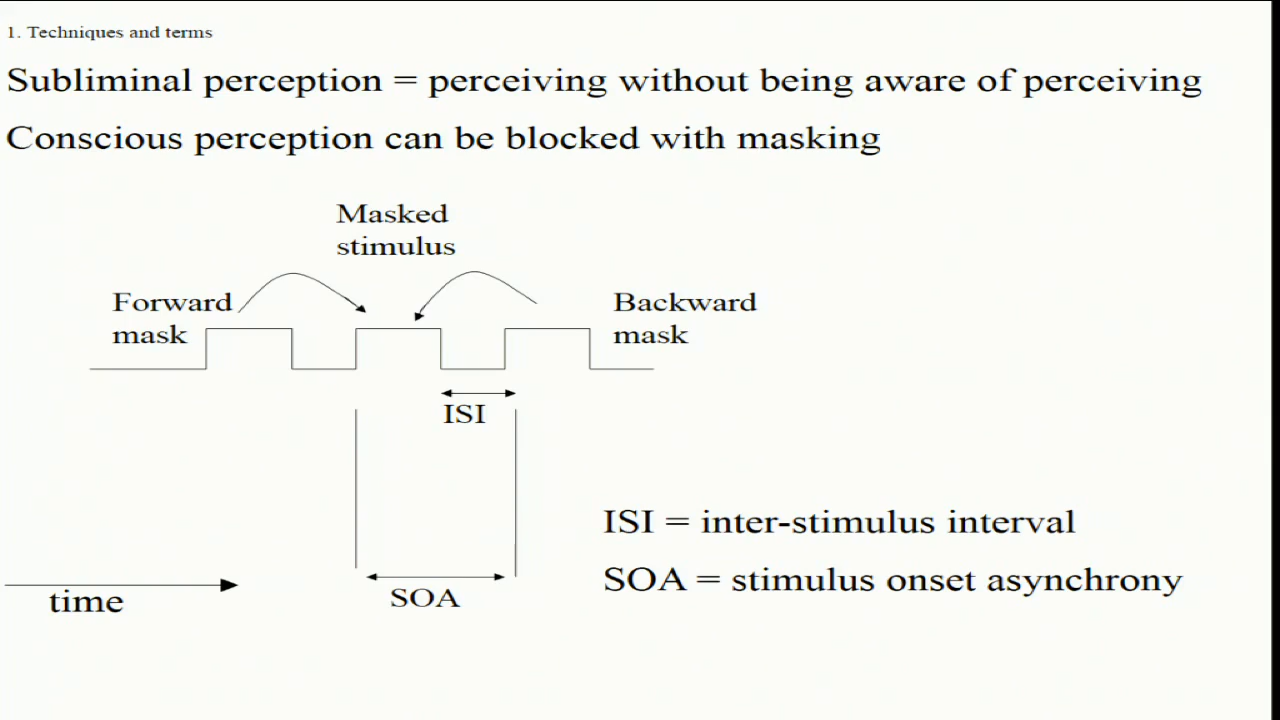 1. Techniques and terms
Subliminal perception = perceiving without being aware of perceiving
Conscious perception can be blocked with masking
Masked
stimulus
Forward
mask
Backward
mask
ISI
ISI = inter-stimulus interval
SOA = stimulus onset asynchrony
SOA
time